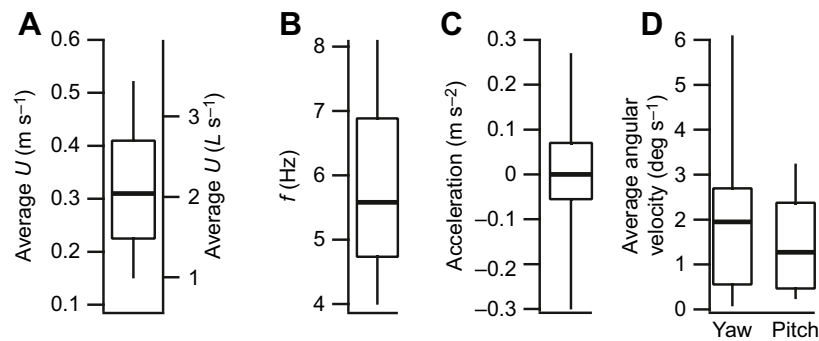 A
Average U (m s−1)
0.6
0.5
0.4
0.3
0.2
0.1
3
2
1
Average U (L s−1)
B
f (Hz)
8
7
6
5
4
C
Acceleration (m s−2)
0.3
0.2
0.1
0
−0.1
−0.2
−0.3
D
Average angular
velocity (deg s−1)
6
5
4
3
2
1
0
Yaw Pitch